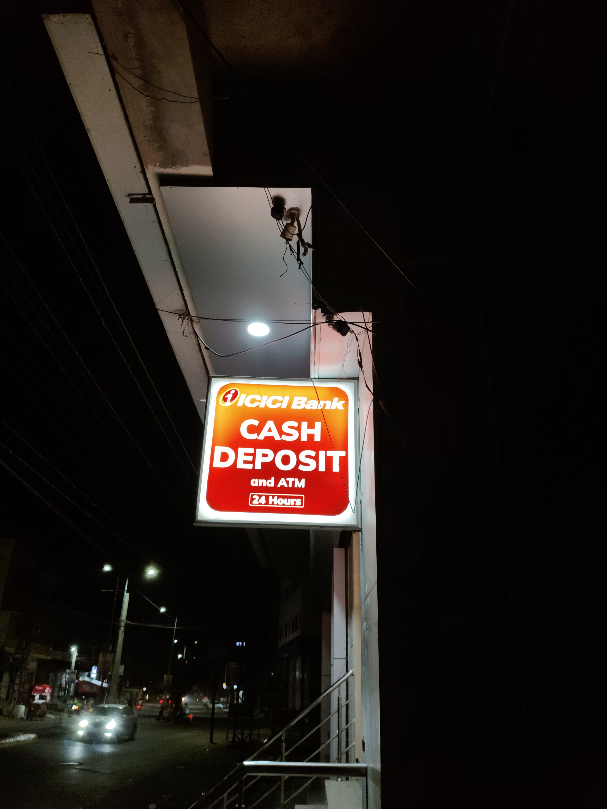 ICICI Bank
CASH
DEPOSIT
and ATM
24 Hours